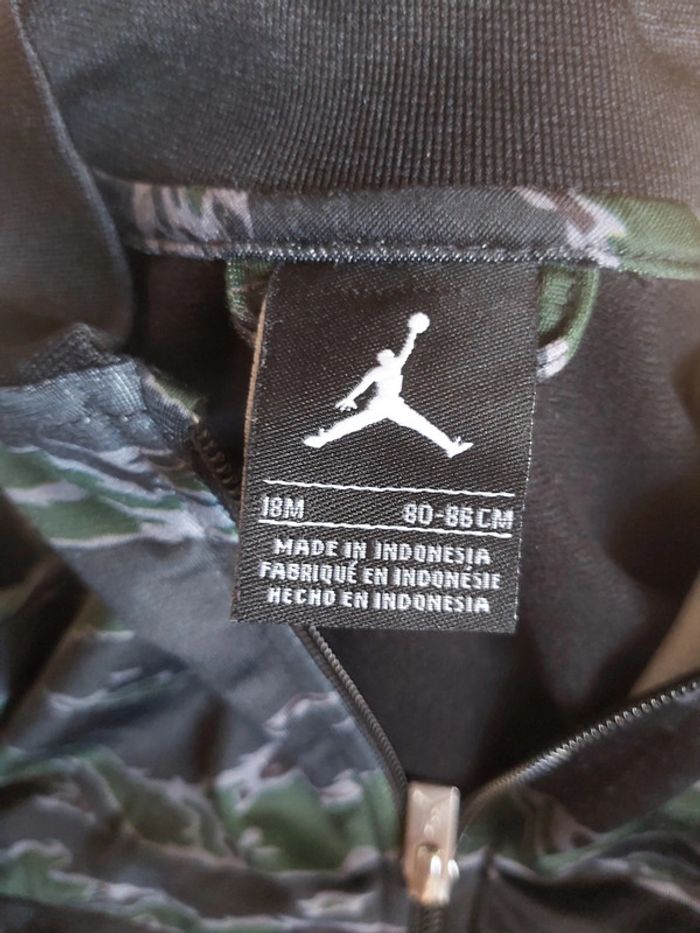 18M 80-86CM
MADE IN INDONESIA
FABRIQUÉ EN INDONÉSIE
HECHO EN INDONESIA